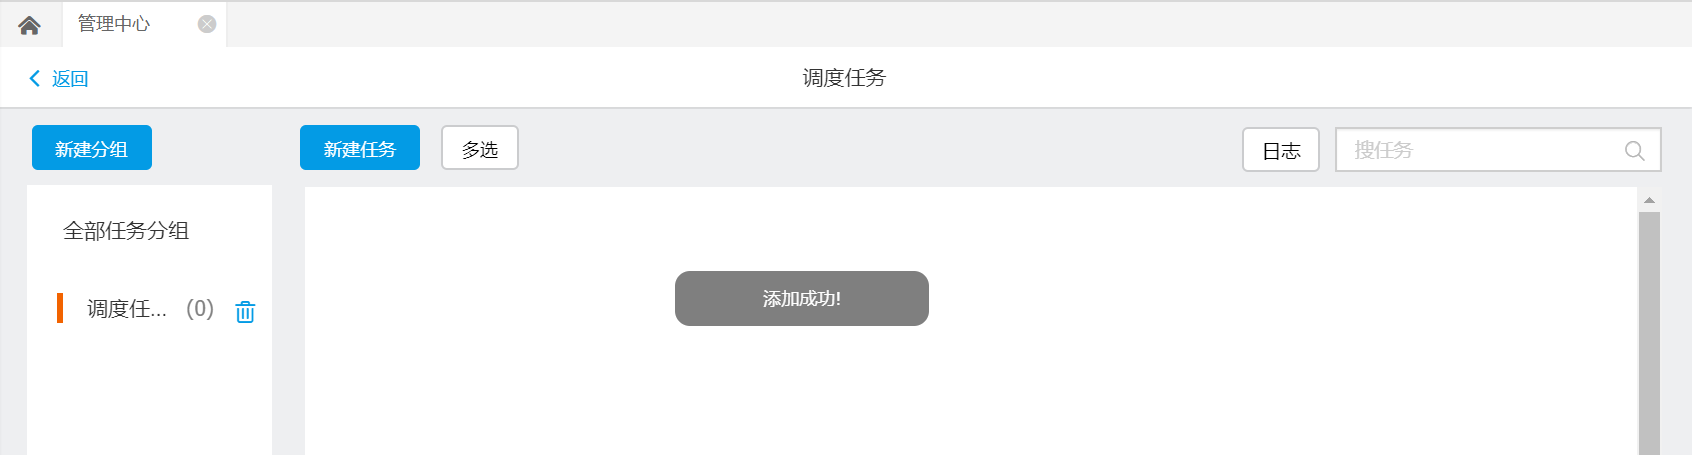 管理中心
返回
调度任务
新建分组
新建任务
多选
日志
搜任务
全部任务分组
调度任... (0)
添加成功!